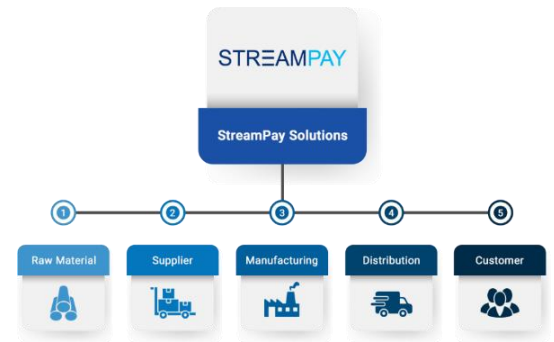 STREAMPAY
StreamPay Solutions
1 2 3 4 5
Raw Material Supplier Manufacturing Distribution Customer